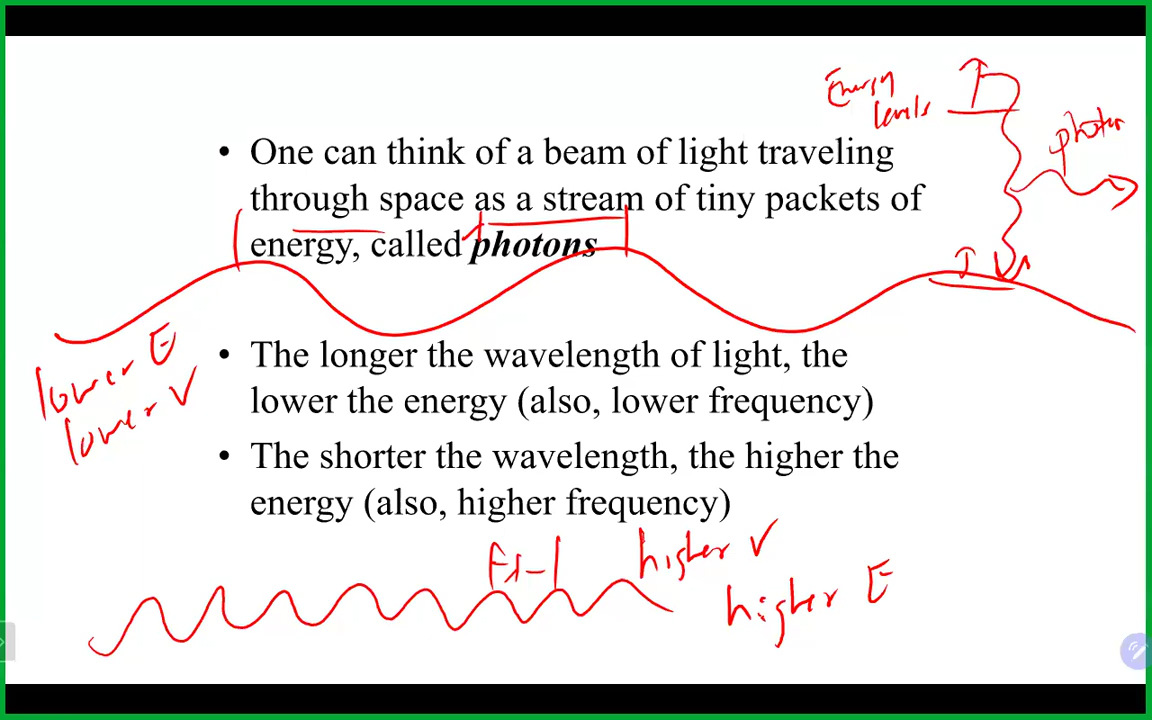 Energy
levels
photon
• One can think of a beam of light traveling
through space as a stream of tiny packets of
energy, called photons
• The longer the wavelength of light, the
lower the energy (also, lower frequency)
lower E
lower ν
• The shorter the wavelength, the higher the
energy (also, higher frequency)
higher ν
higher E